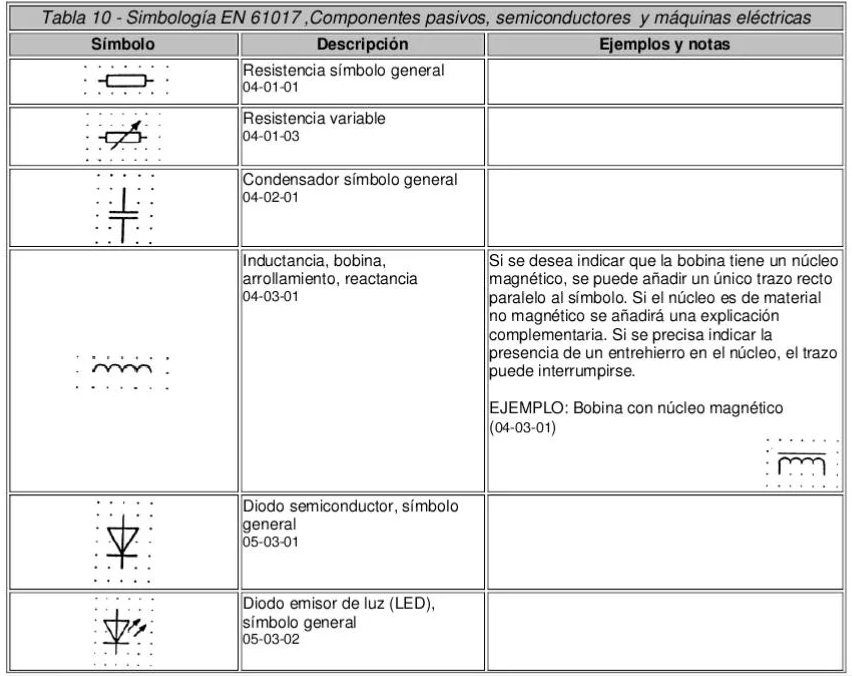 Tabla 10 - Simbología EN 61017 ,Componentes pasivos, semiconductores y máquinas eléctricas
Símbolo
Descripción
Ejemplos y notas
Resistencia símbolo general
04-01-01
Resistencia variable
04-01-03
Condensador símbolo general
04-02-01
Inductancia, bobina,
arrollamiento, reactancia
04-03-01
Si se desea indicar que la bobina tiene un núcleo
magnético, se puede añadir un único trazo recto
paralelo al símbolo. Si el núcleo es de material
no magnético se añadirá una explicación
complementaria. Si se precisa indicar la
presencia de un entrehierro en el núcleo, el trazo
puede interrumpirse.
EJEMPLO: Bobina con núcleo magnético
(04-03-01)
Diodo semiconductor, símbolo
general
05-03-01
Diodo emisor de luz (LED),
símbolo general
05-03-02